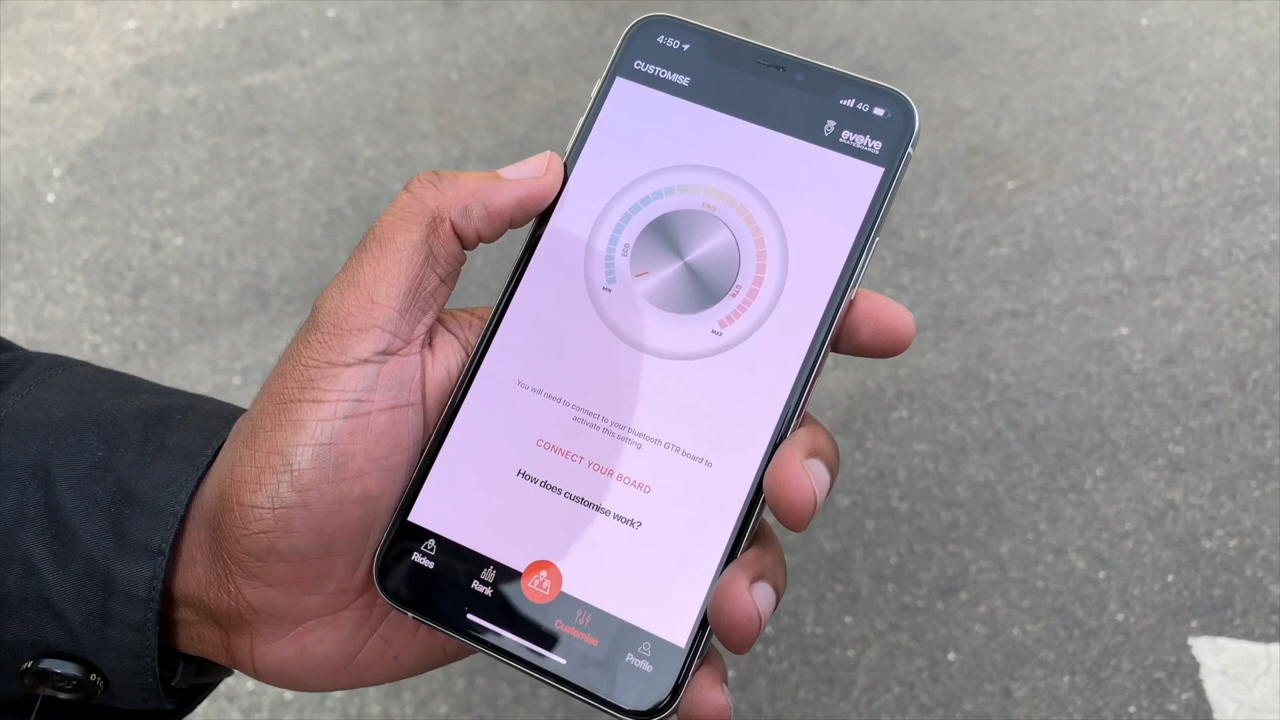 4:50
4G
CUSTOMISE
evolve
SKATEBOARDS
PRO
ECO
MIN
GTR
MAX
You will need to connect to your bluetooth GTR board to
activate this setting.
CONNECT YOUR BOARD
How does customise work?
Rides
Rank
Customise
Profile